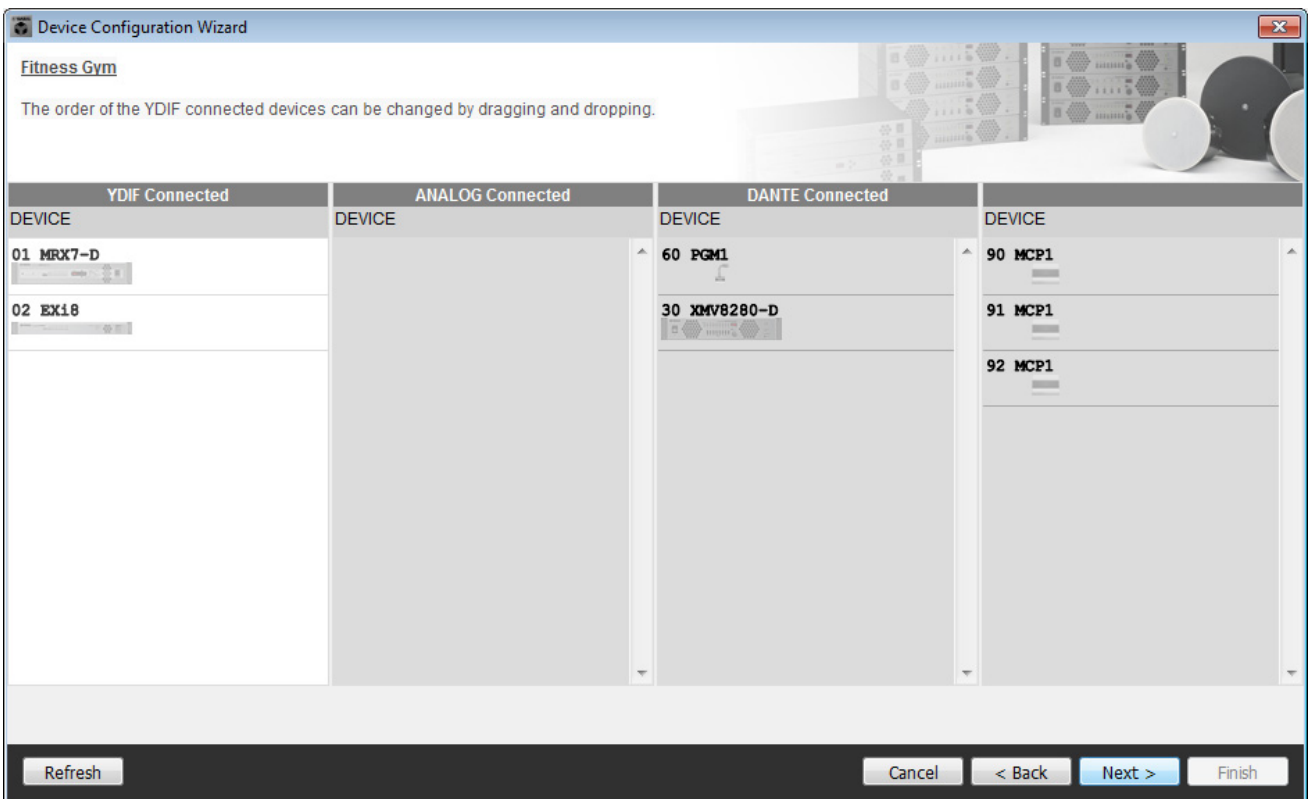 Device Configuration Wizard
Fitness Gym
The order of the YDIF connected devices can be changed by dragging and dropping.
YDIF Connected
ANALOG Connected
DANTE Connected
DEVICE
DEVICE
DEVICE
DEVICE
01 MRX7-D
60 PGM1
90 MCP1
02 EXi8
30 XMV8280-D
91 MCP1
92 MCP1
Refresh
Cancel
< Back
Next >
Finish